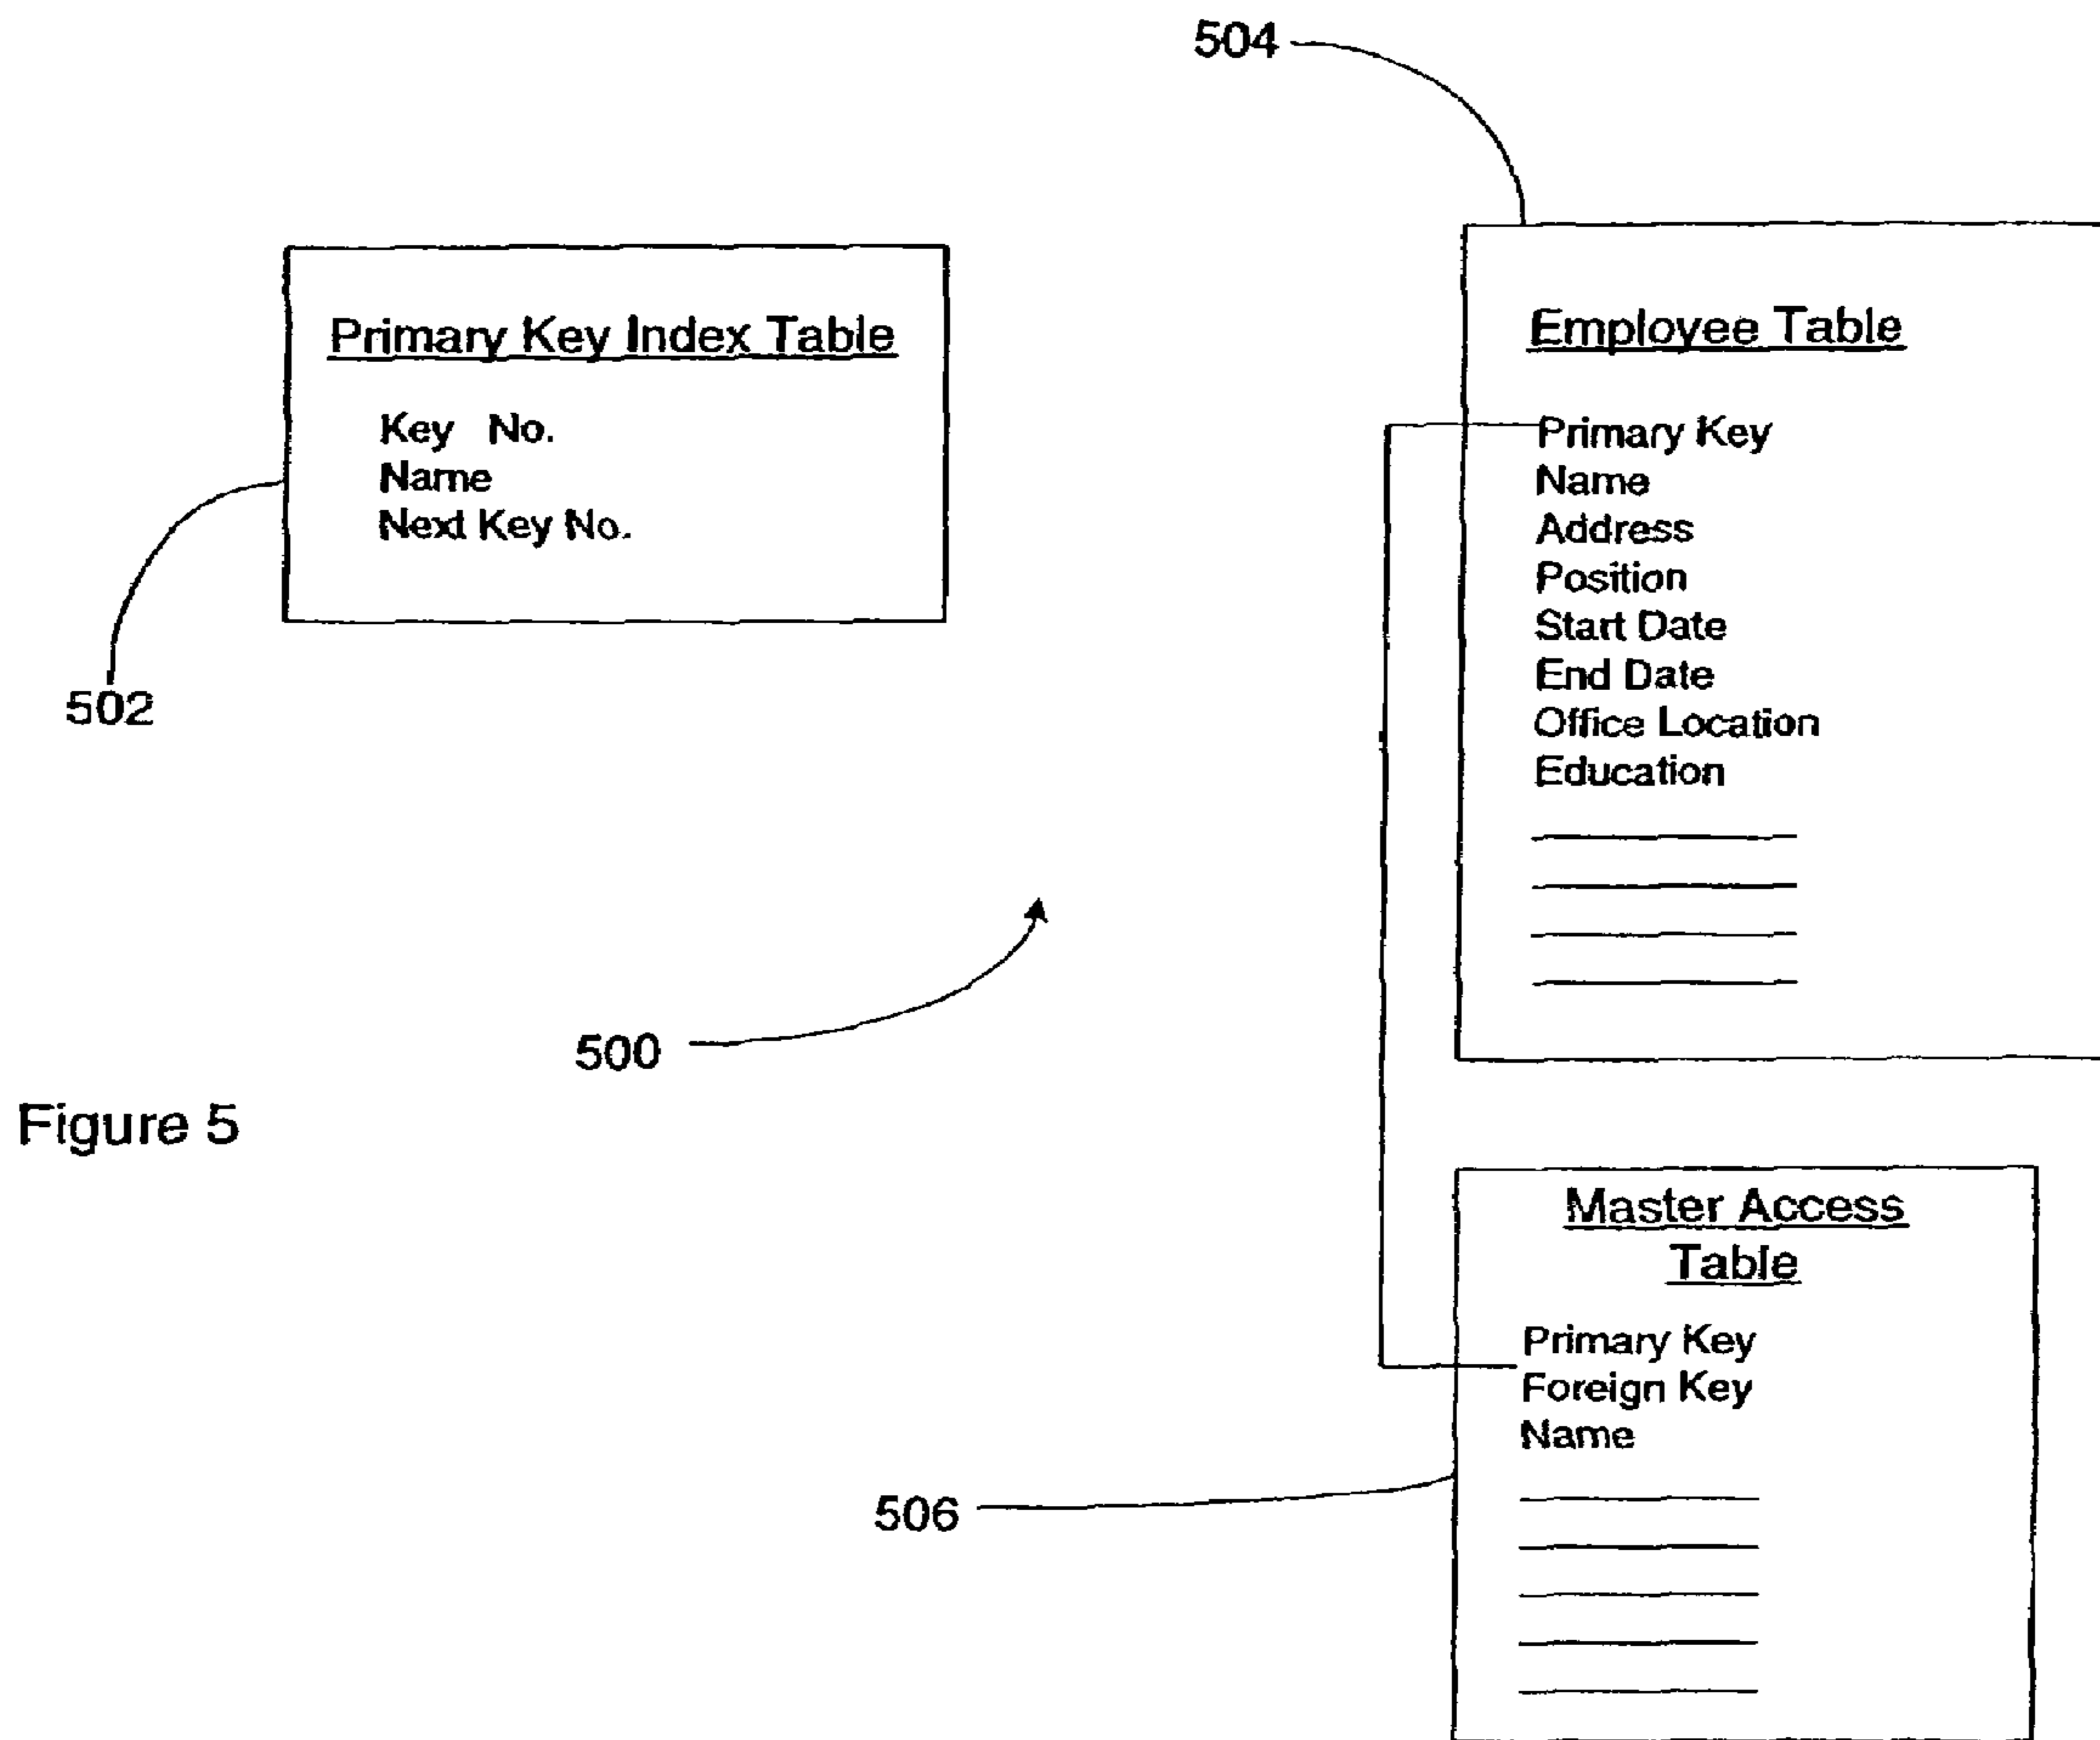 504
Primary Key Index Table
Key No.
Name
Next Key No.
502
Employee Table
Primary Key
Name
Address
Position
Start Date
End Date
Office Location
Education
500
Figure 5
Master Access
Table
Primary Key
Foreign Key
Name
506